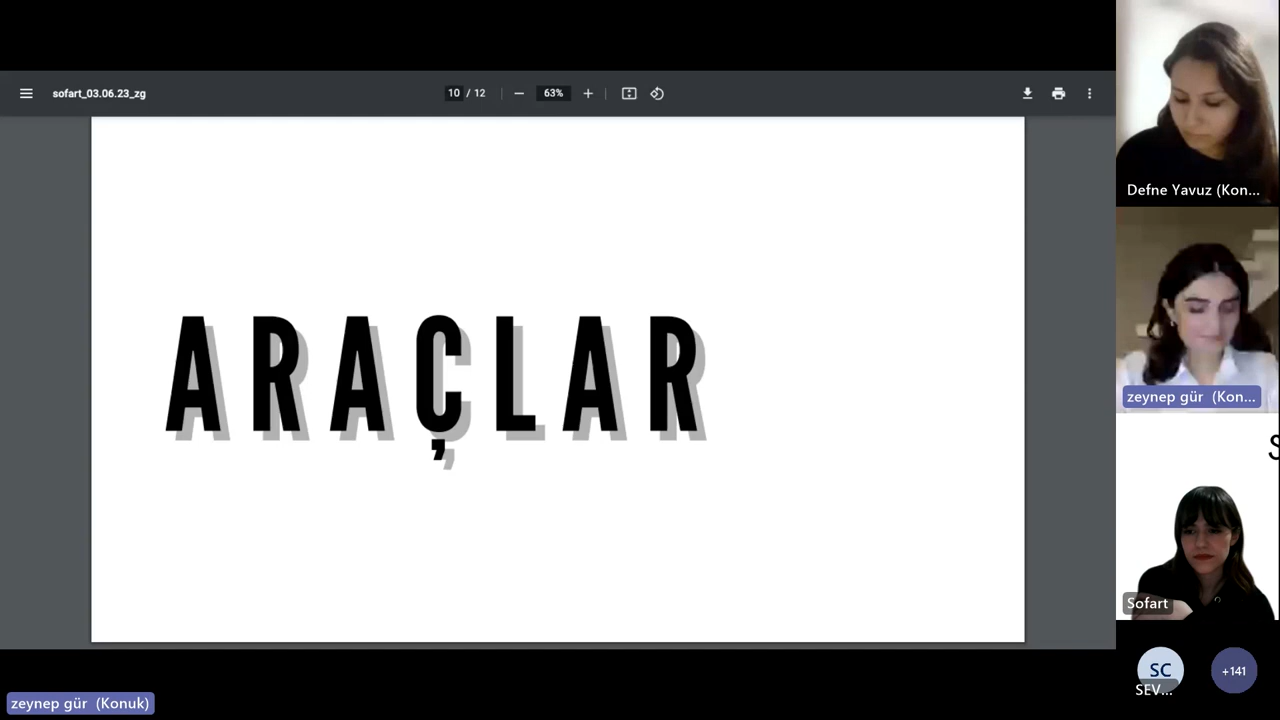 sofart_03.06.23_zg
10 / 12
63%
ARAÇLAR
Defne Yavuz (Kon...
zeynep gür (Kon...
S
Sofart
SC
SEV...
+141
zeynep gür (Konuk)